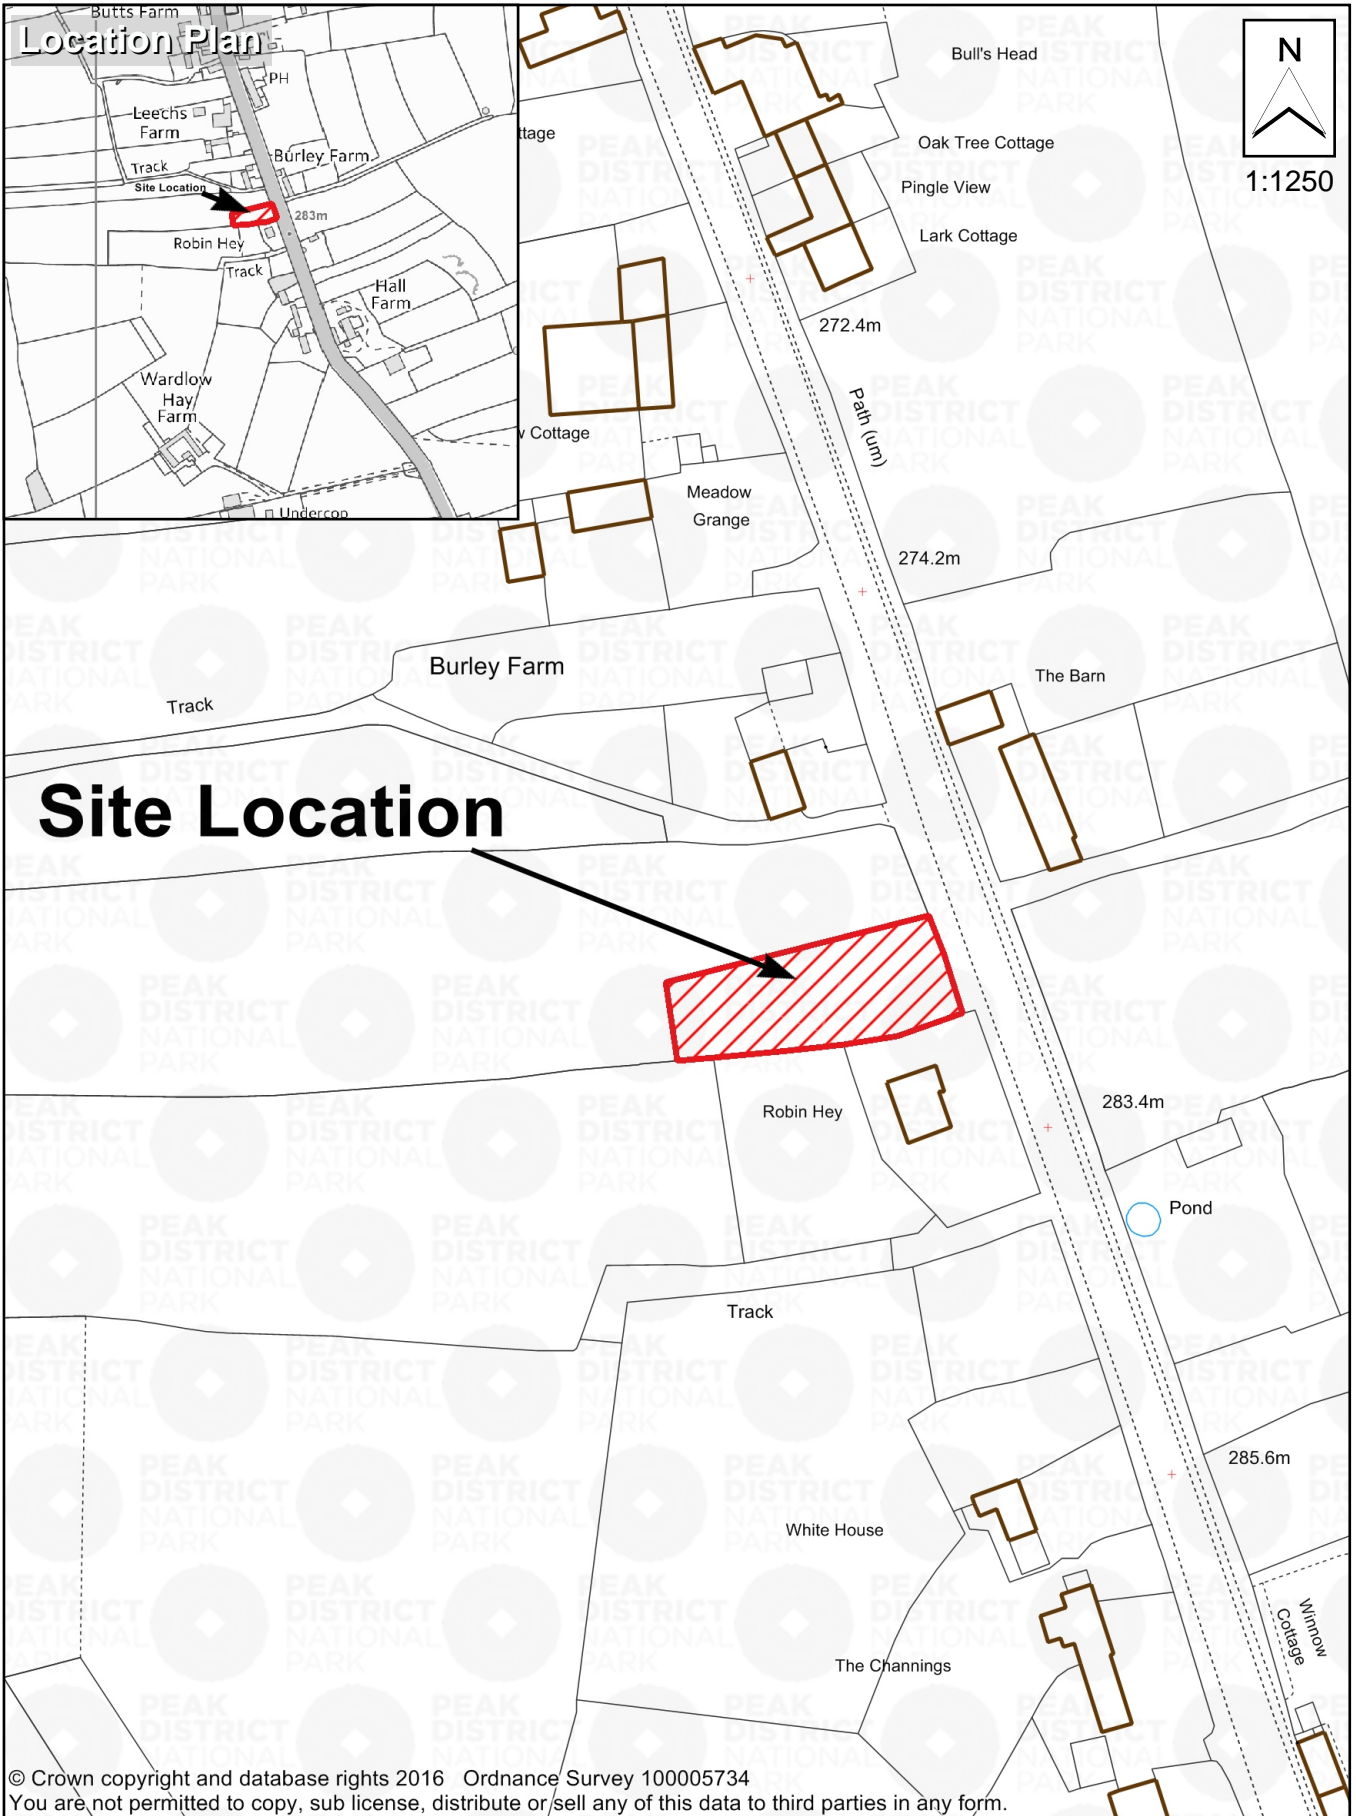 Location Plan
Butts Farm
PH
Leechs
Farm
Track
Burley Farm
Site Location
283m
Robin Hey
Track
Hall
Farm
Wardlow
Hay
Farm
Undercop
N
1:1250
Bull's Head
Oak Tree Cottage
Pingle View
Lark Cottage
272.4m
Path (um)
Cottage
Meadow
Grange
274.2m
The Barn
Burley Farm
Track
Site Location
Robin Hey
283.4m
Pond
Track
285.6m
White House
Winnow
Cottage
The Channings
PEAK
DISTRICT
NATIONAL
PARK
© Crown copyright and database rights 2016 Ordnance Survey 100005734
You are not permitted to copy, sub license, distribute or sell any of this data to third parties in any form.